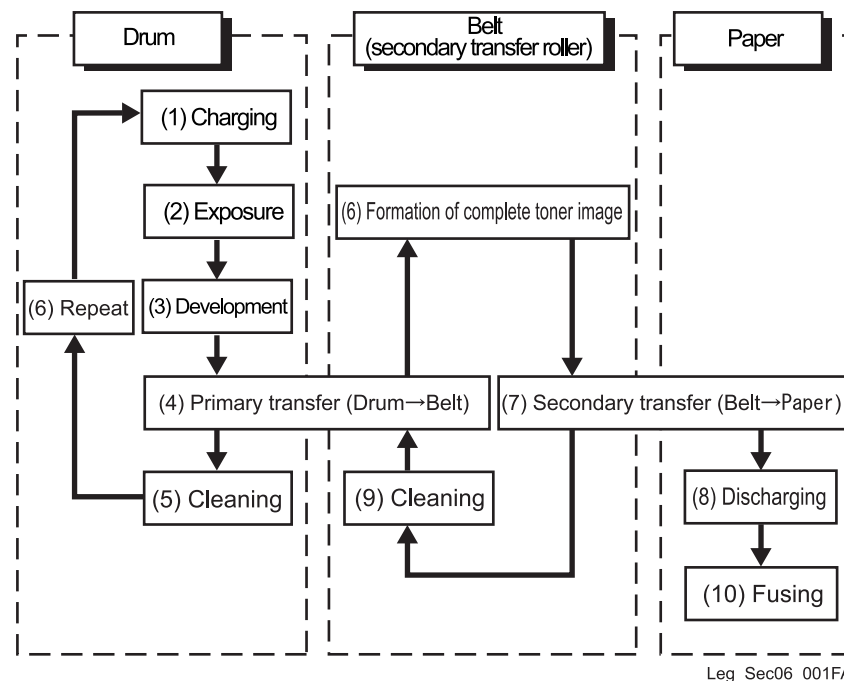 Drum
Belt
(secondary transfer roller)
Paper
(1) Charging
(2) Exposure
(6) Formation of complete toner image
(6) Repeat
(3) Development
(4) Primary transfer (Drum→Belt)
(7) Secondary transfer (Belt→Paper)
(5) Cleaning
(9) Cleaning
(8) Discharging
(10) Fusing
Leg_Sec06_001FA